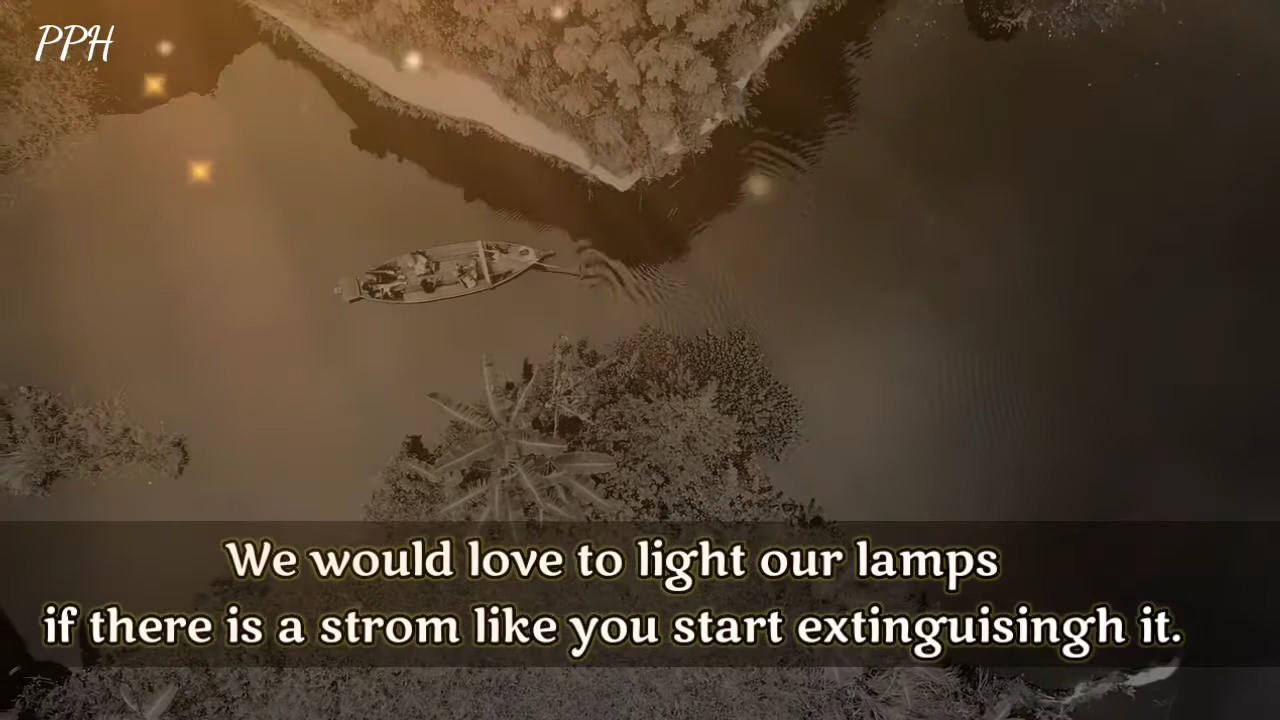 PPH
We would love to light our lamps
if there is a strom like you start extinguisingh it.